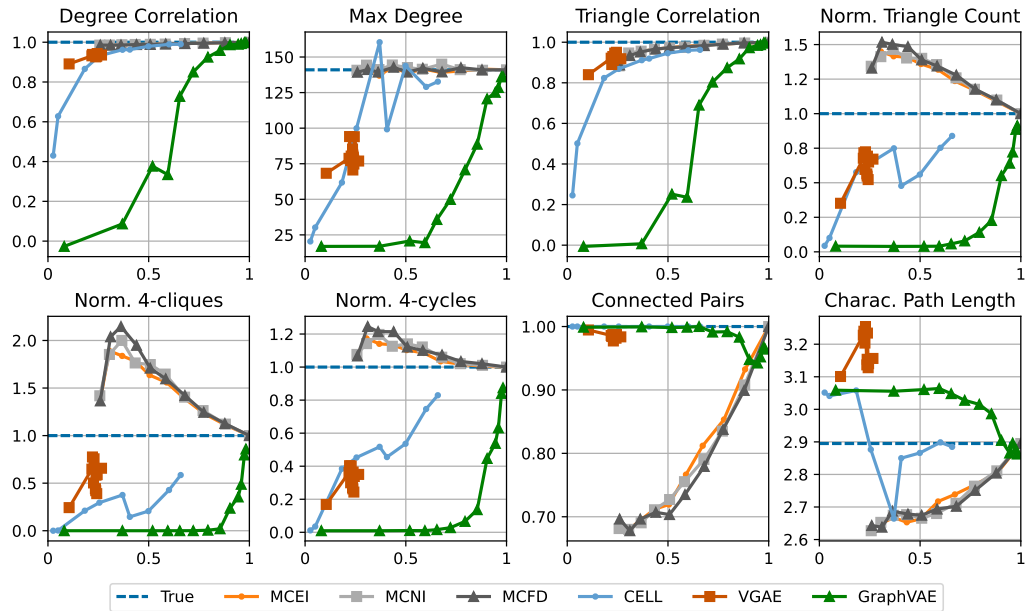 Degree Correlation
1.0
0.8
0.6
0.4
0.2
0.0
0 0.5 1
Max Degree
150
125
100
75
50
25
0 0.5 1
Triangle Correlation
1.0
0.8
0.6
0.4
0.2
0.0
0 0.5 1
Norm. Triangle Count
1.5
1.2
1.0
0.8
0.5
0.2
0.0
0 0.5 1
Norm. 4-cliques
2.0
1.5
1.0
0.5
0.0
0 0.5 1
Norm. 4-cycles
1.2
1.0
0.8
0.6
0.4
0.2
0.0
0 0.5 1
Connected Pairs
1.00
0.90
0.80
0.70
0 0.5 1
Charac. Path Length
3.2
3.1
3.0
2.9
2.8
2.7
2.6
0 0.5 1
True MCEI MCNI MCFD CELL VGAE GraphVAE